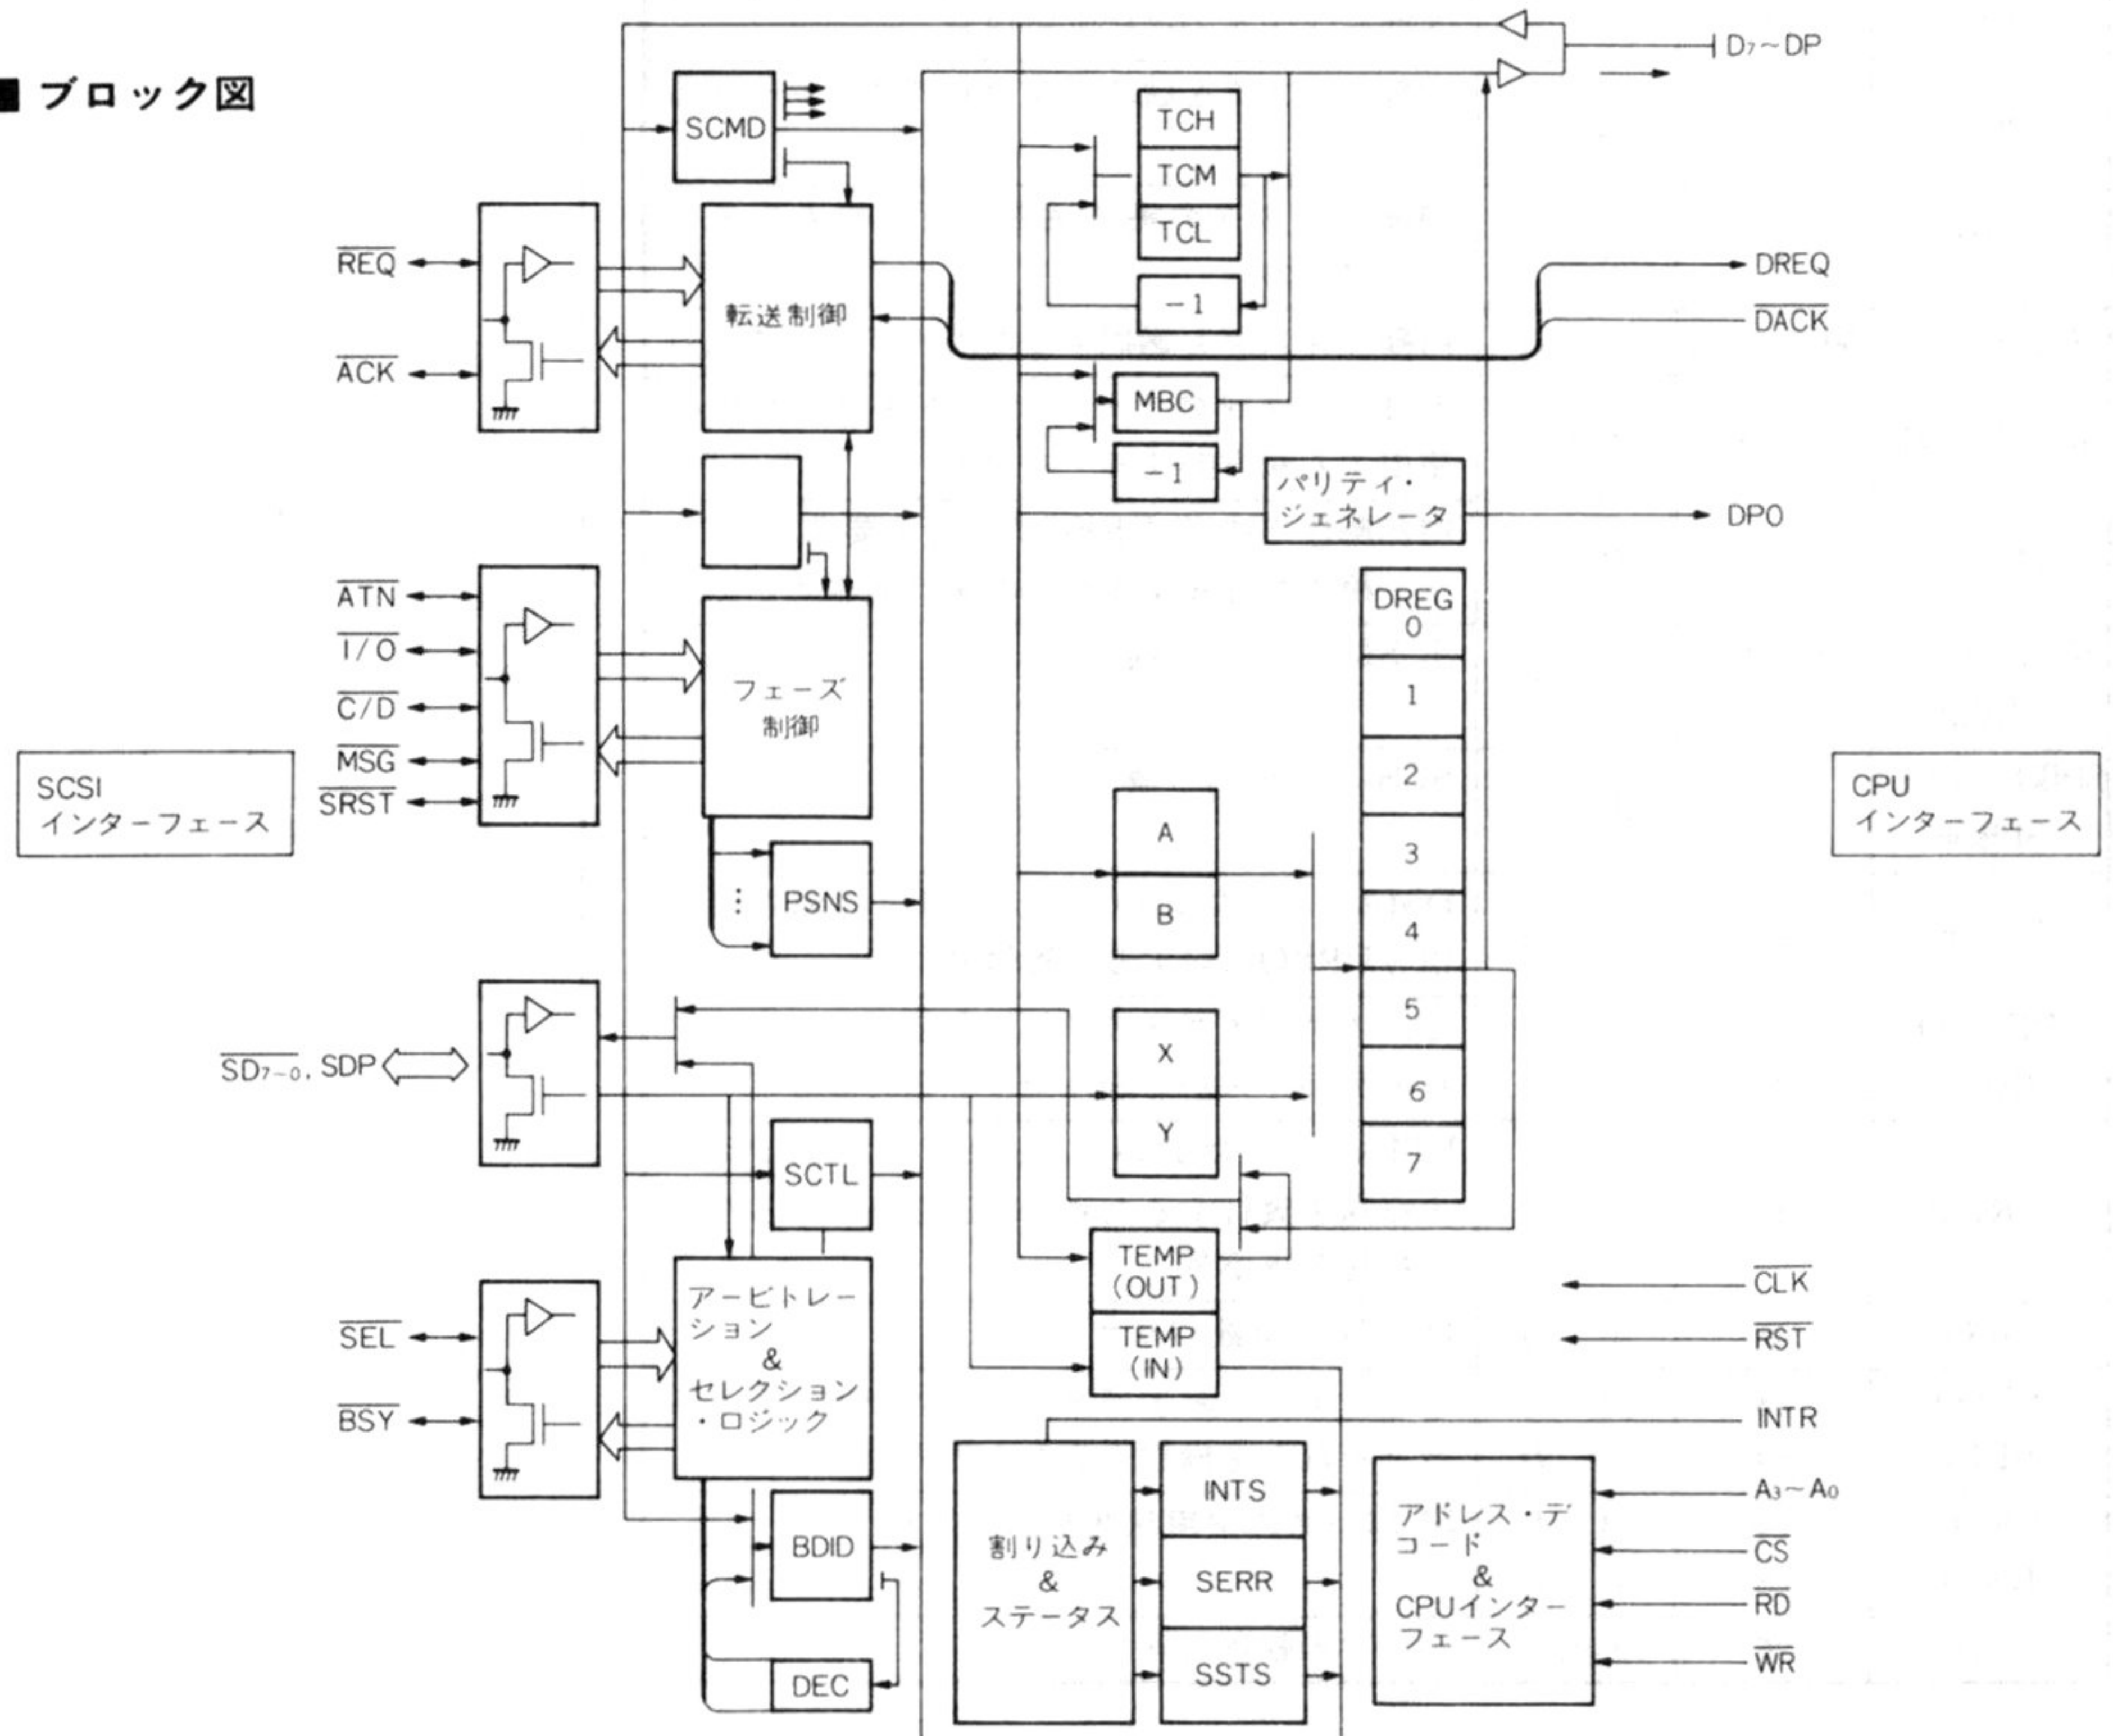 ■ ブロック図
D7~DP
SCMD
TCH
TCM
TCL
-1
REQ
ACK
転送制御
DREQ
DACK
MBC
-1
パリティ・
ジェネレータ
DPO
ATN
I/O
C/D
MSG
SRST
フェーズ
制御
SCSI
インターフェース
PSNS
A
B
DREG
0
1
2
3
4
5
6
7
CPU
インターフェース
SD7-0, SDP
X
Y
SCTL
TEMP
(OUT)
TEMP
(IN)
CLK
RST
SEL
BSY
アービトレー
ション
&
セレクション
・ロジック
INTR
BDID
DEC
割り込み
&
ステータス
INTS
SERR
SSTS
アドレス・デ
コード
&
CPUインター
フェース
A3~A0
CS
RD
WR